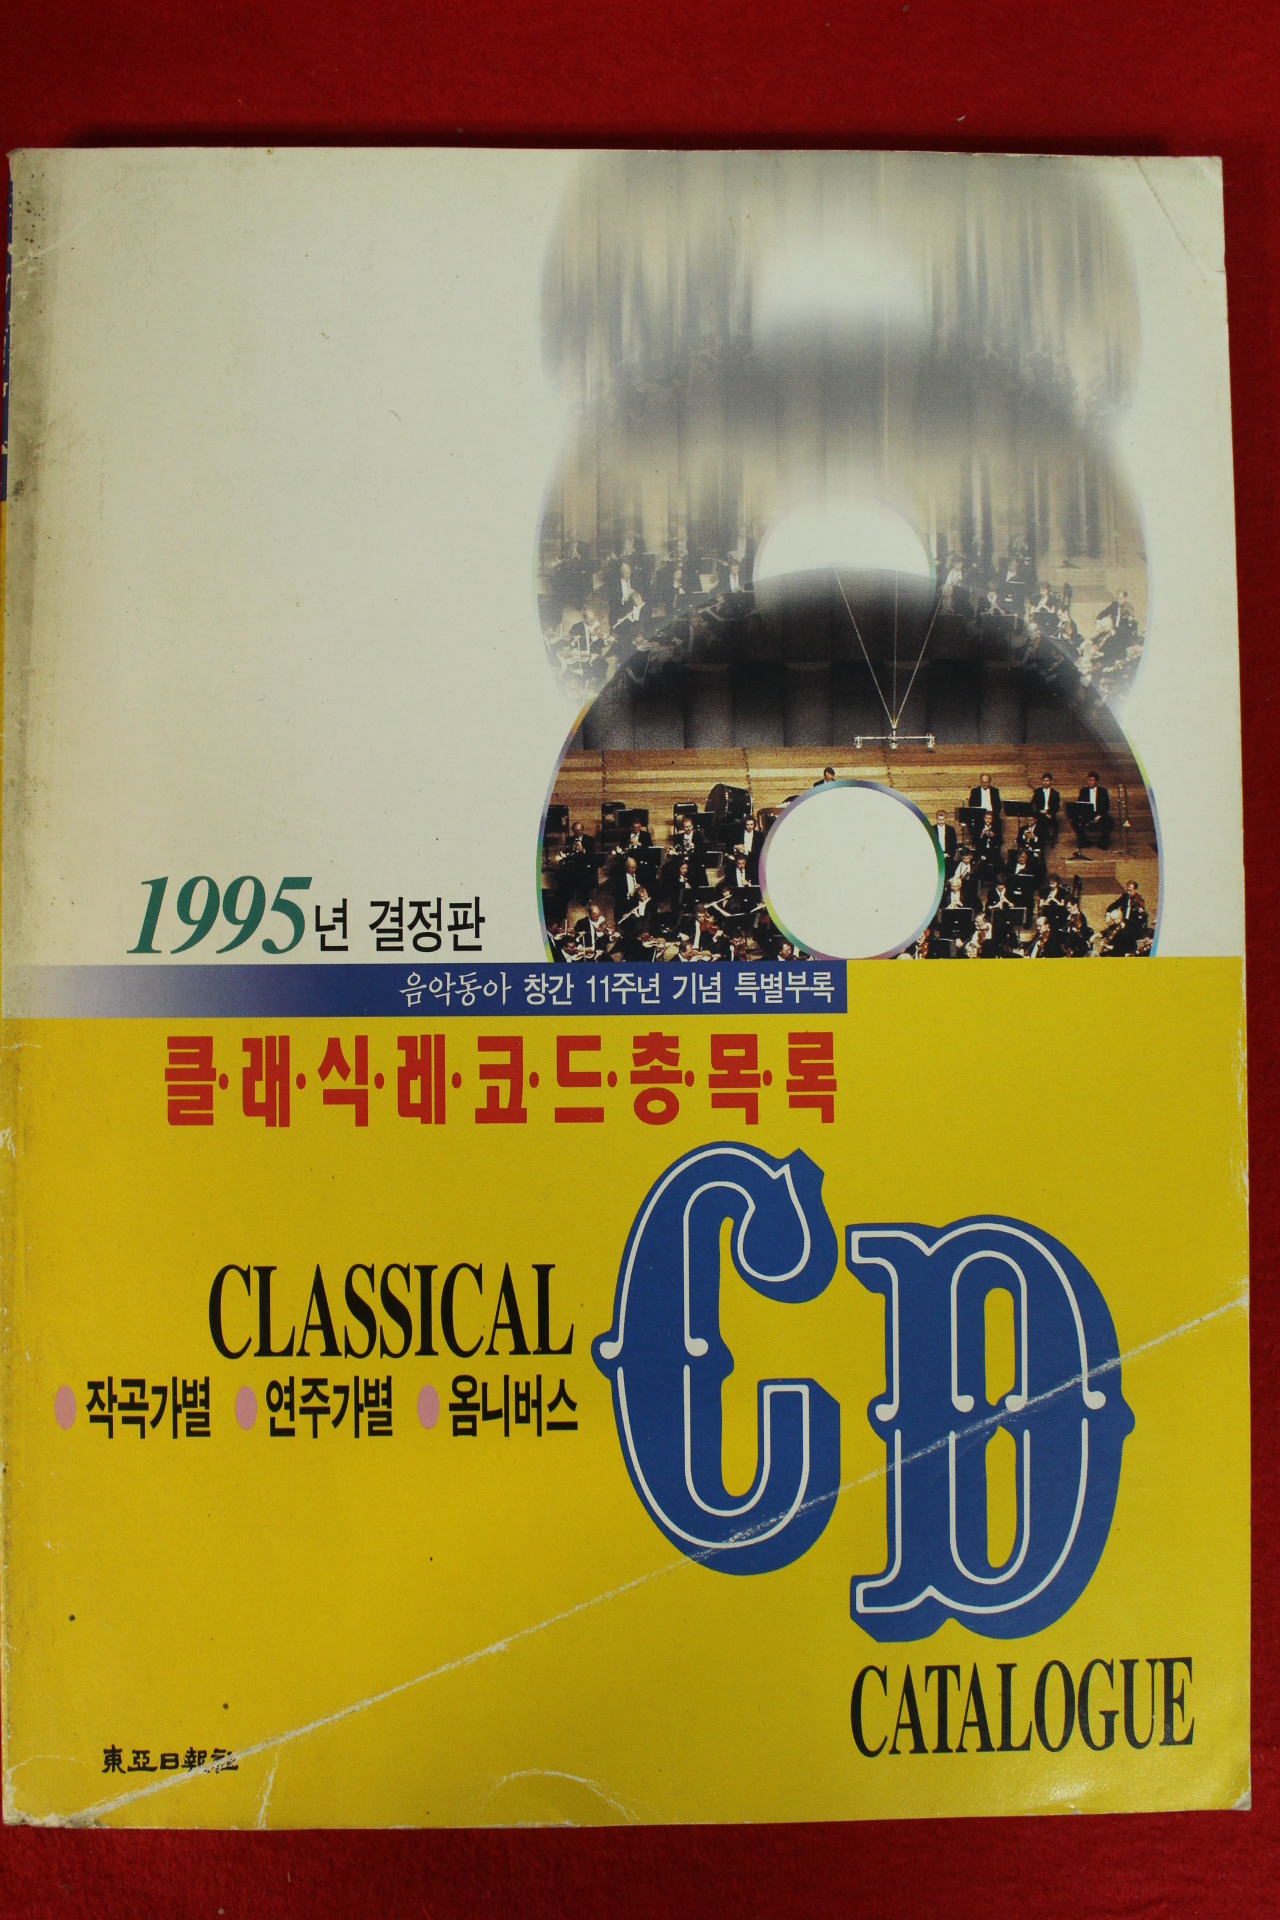 1995년 결정판
음악동아 창간 11주년 기념 특별부록
클·래·식·레·코·드·총·목·록
CLASSICAL
CD
●작곡가별 ●연주가별 ●옴니버스
CATALOGUE
東亞日報社